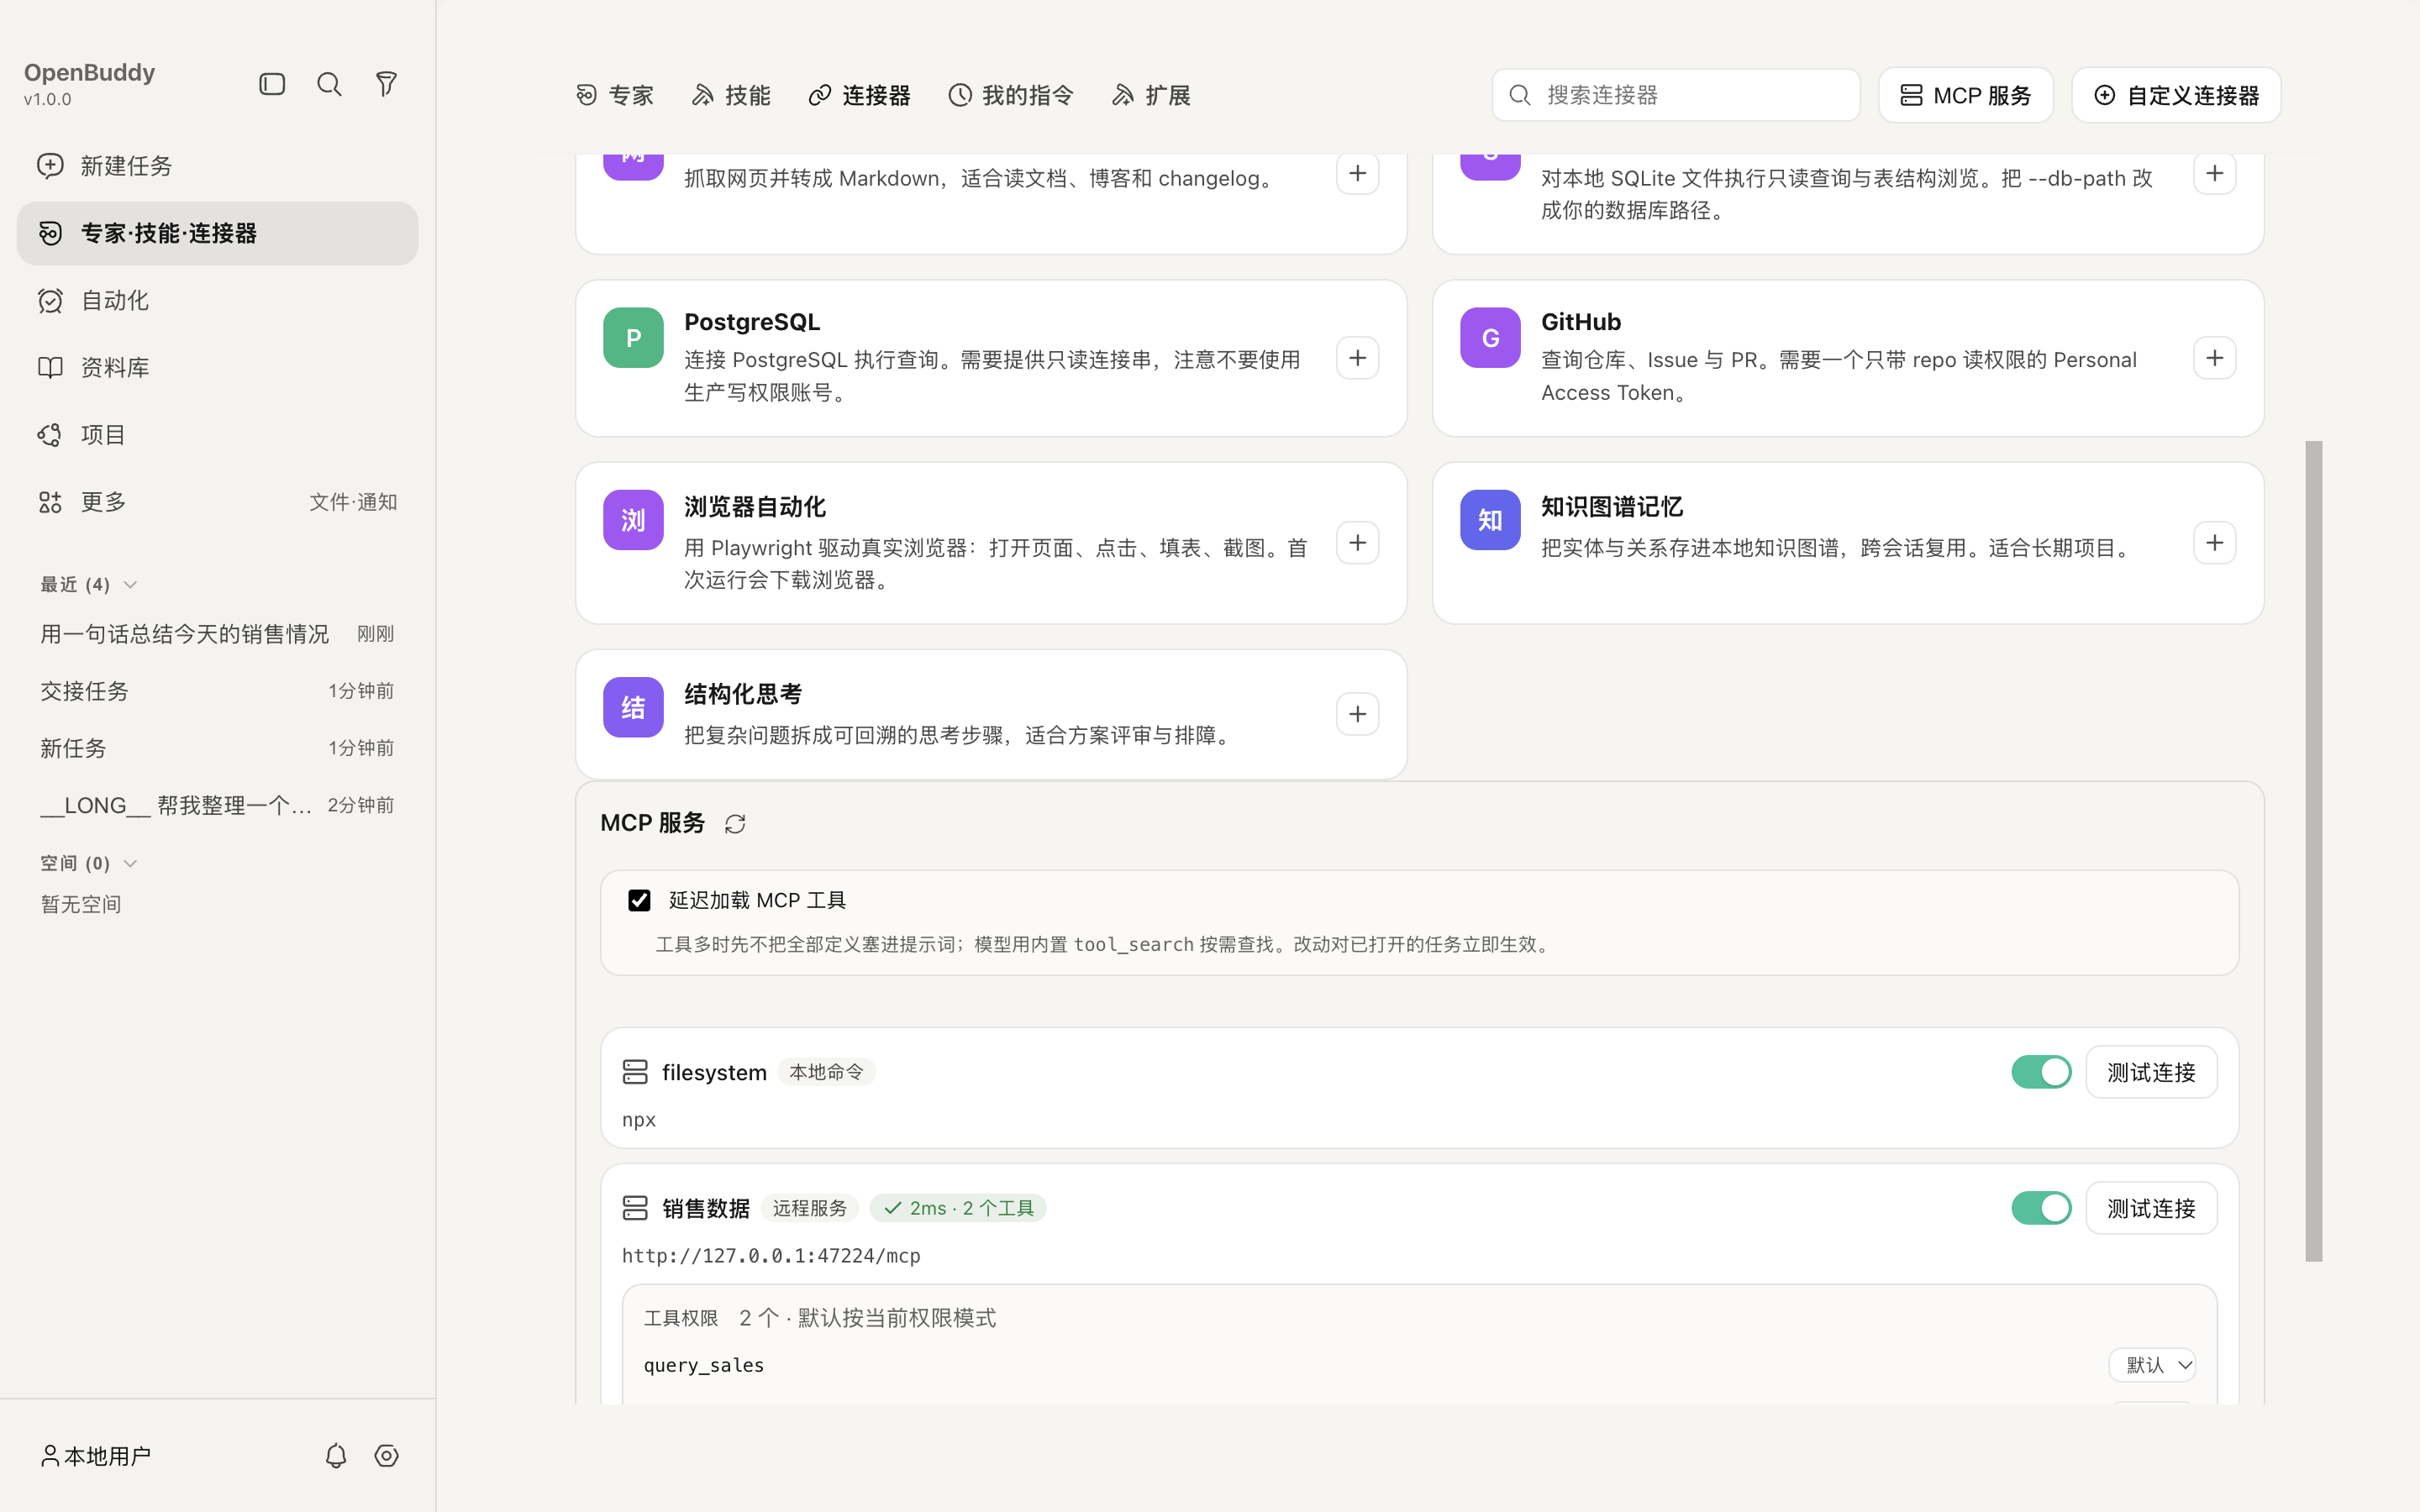 OpenBuddy
v1.0.0
新建任务
专家·技能·连接器
自动化
资料库
项目
更多
文件·通知
最近 (4)
用一句话总结今天的销售情况
刚刚
交接任务
1分钟前
新任务
1分钟前
__LONG__ 帮我整理一个...
2分钟前
空间 (0)
暂无空间
本地用户
专家
技能
连接器
我的指令
扩展
搜索连接器
MCP 服务
自定义连接器
抓取网页并转成 Markdown，适合读文档、博客和 changelog。
对本地 SQLite 文件执行只读查询与表结构浏览。把 --db-path 改
成你的数据库路径。
P
PostgreSQL
连接 PostgreSQL 执行查询。需要提供只读连接串，注意不要使用
生产写权限账号。
G
GitHub
查询仓库、Issue 与 PR。需要一个只带 repo 读权限的 Personal
Access Token。
浏
浏览器自动化
用 Playwright 驱动真实浏览器：打开页面、点击、填表、截图。首
次运行会下载浏览器。
知
知识图谱记忆
把实体与关系存进本地知识图谱，跨会话复用。适合长期项目。
结
结构化思考
把复杂问题拆成可回溯的思考步骤，适合方案评审与排障。
MCP 服务
延迟加载 MCP 工具
工具多时先不把全部定义塞进提示词；模型用内置 tool_search 按需查找。改动对已打开的任务立即生效。
filesystem
本地命令
测试连接
npx
销售数据
远程服务
2ms · 2 个工具
测试连接
http://127.0.0.1:47224/mcp
工具权限
2 个 · 默认按当前权限模式
query_sales
默认